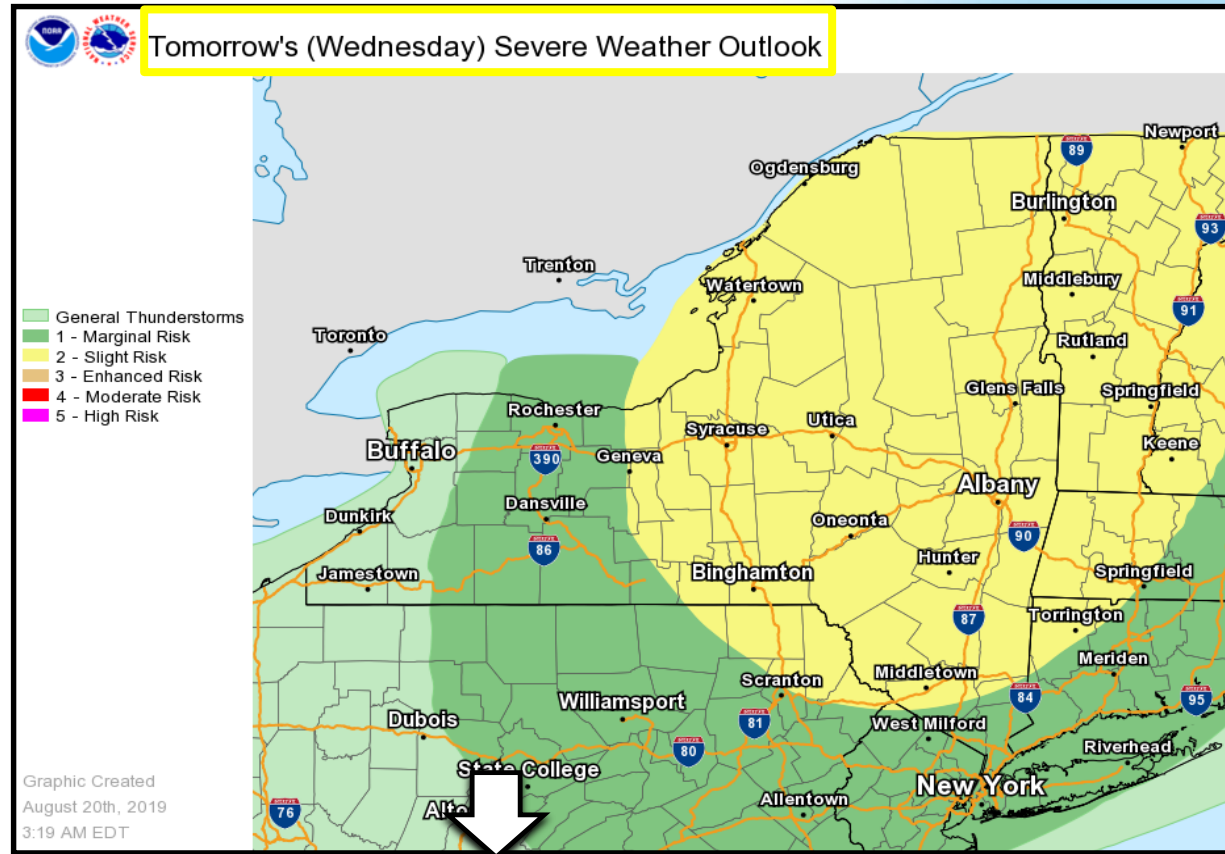 NOAA
Tomorrow's (Wednesday) Severe Weather Outlook
Newport
89
Ogdensburg
Burlington
93
Trenton
Middlebury
Watertown
91
General Thunderstorms
1 - Marginal Risk
Toronto
Rutland
2 - Slight Risk
3 - Enhanced Risk
4 - Moderate Risk
Glens Falls
Springfield
5 - High Risk
Rochester
Utica
Syracuse
Buffalo
Keene
390
Geneva
Albany
Dansville
Dunkirk
Oneonta
90
86
Hunter
Jamestown
Binghamton
Springfield
87
Torrington
Meriden
Scranton
Middletown
84
95
Williamsport
Dubois
81
West Milford
80
Riverhead
State College
Graphic Created
New York
August 20th, 2019
Allentown
76
Alto
3:19 AM EDT